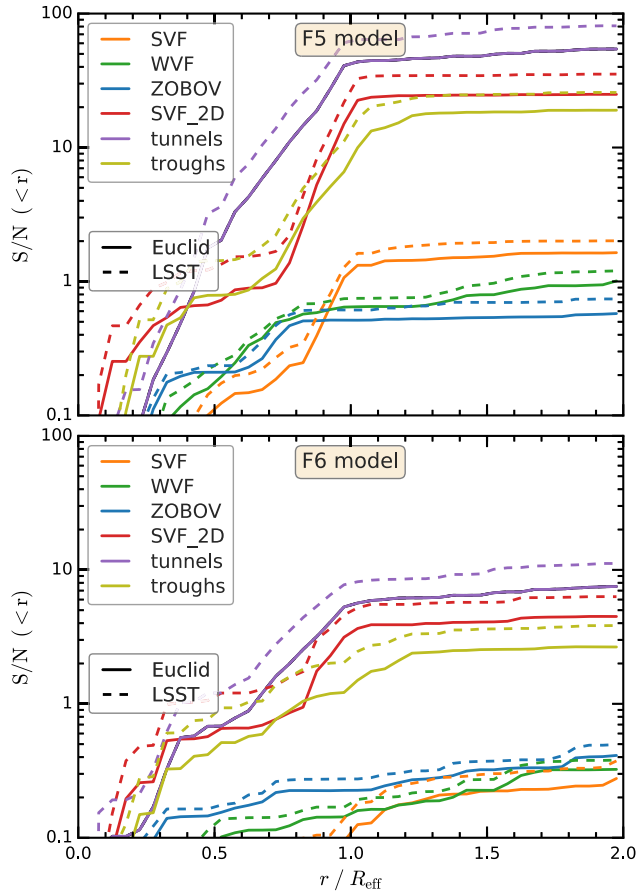 100
F5 model
SVF
WVF
ZOBOV
SVF_2D
tunnels
troughs
10
S/N (<r)
Euclid
LSST
1
0.1
100
F6 model
SVF
WVF
ZOBOV
SVF_2D
tunnels
troughs
10
S/N (<r)
Euclid
LSST
1
0.1
0.0 0.5 1.0 1.5 2.0
r / R_eff